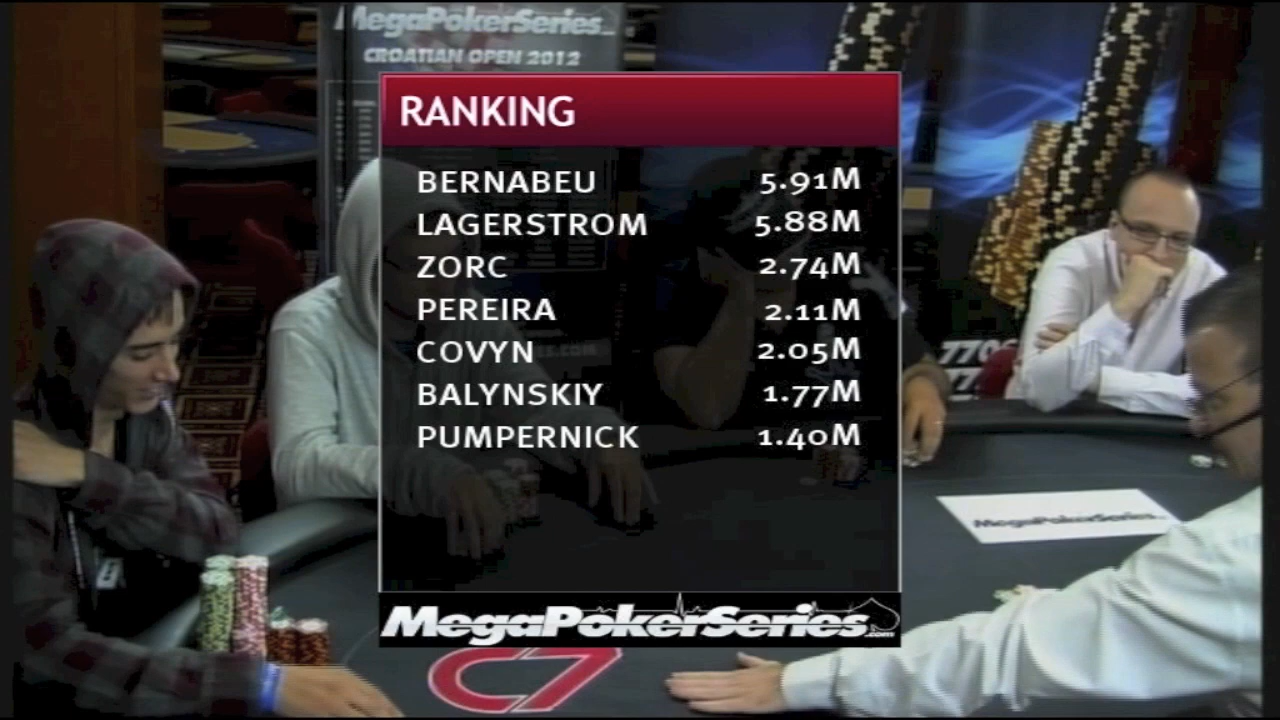 MegaPokerSeries
CROATIAN OPEN 2012
RANKING
BERNABEU 5.91M
LAGERSTROM 5.88M
ZORC 2.74M
PEREIRA 2.11M
COVYN 2.05M
BALYNSKIY 1.77M
PUMPERNICK 1.40M
MegaPokerSeries
MegaPokerSeries.com